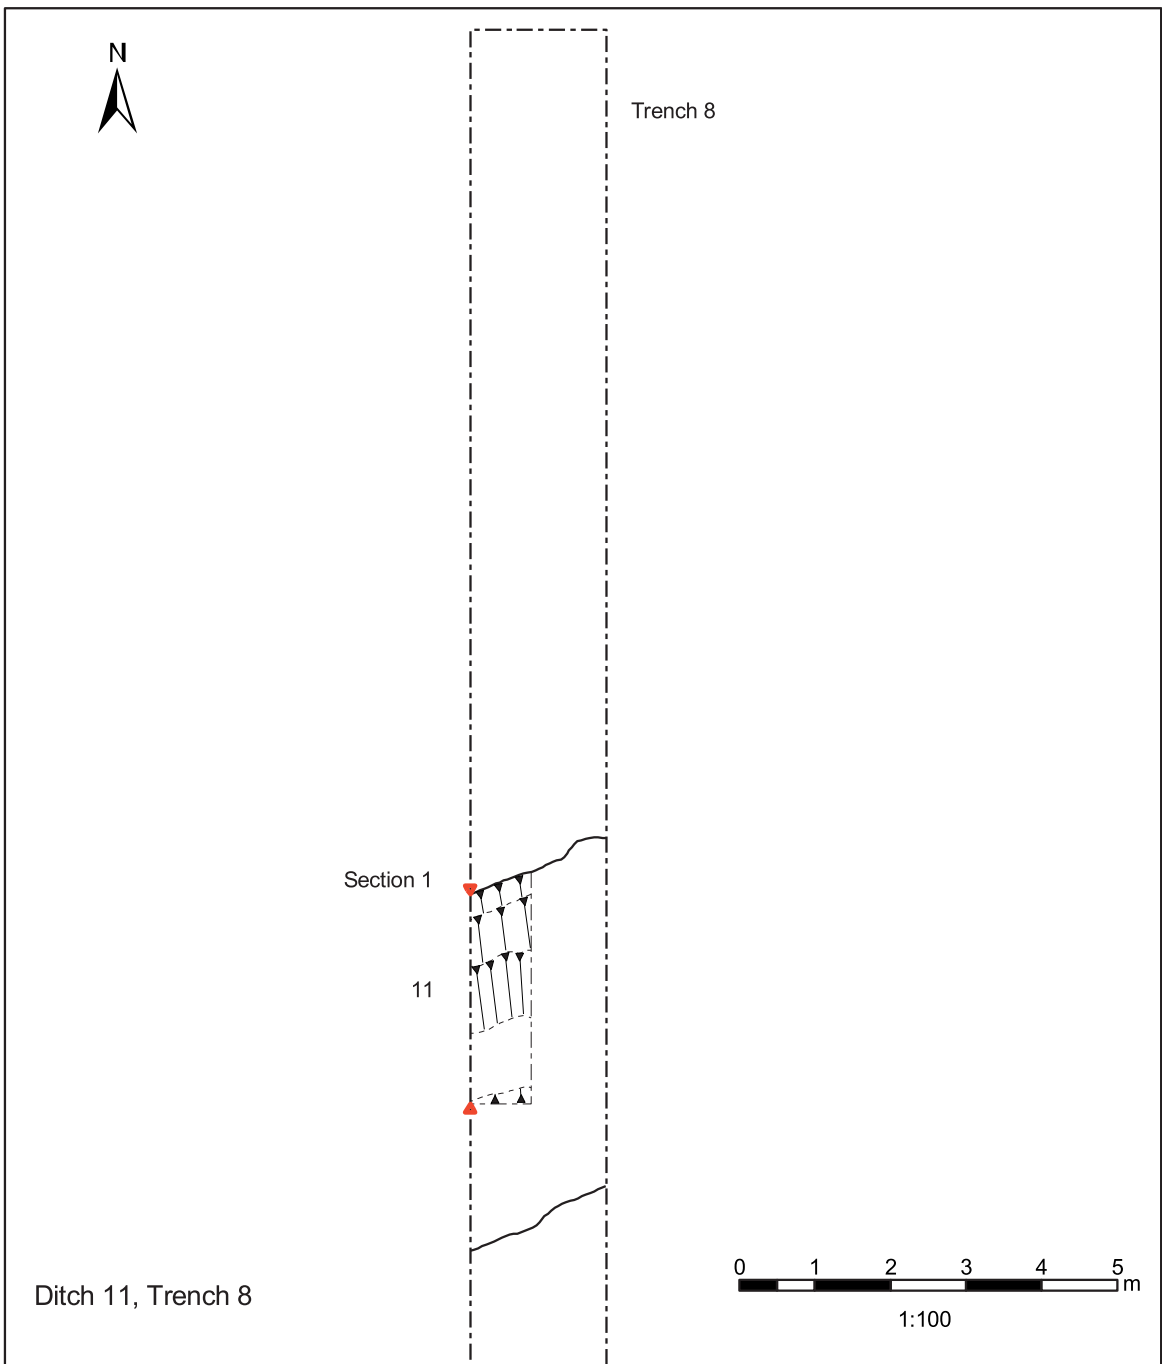 N
Trench 8
Section 1
11
0 1 2 3 4 5
m
1:100
Ditch 11, Trench 8